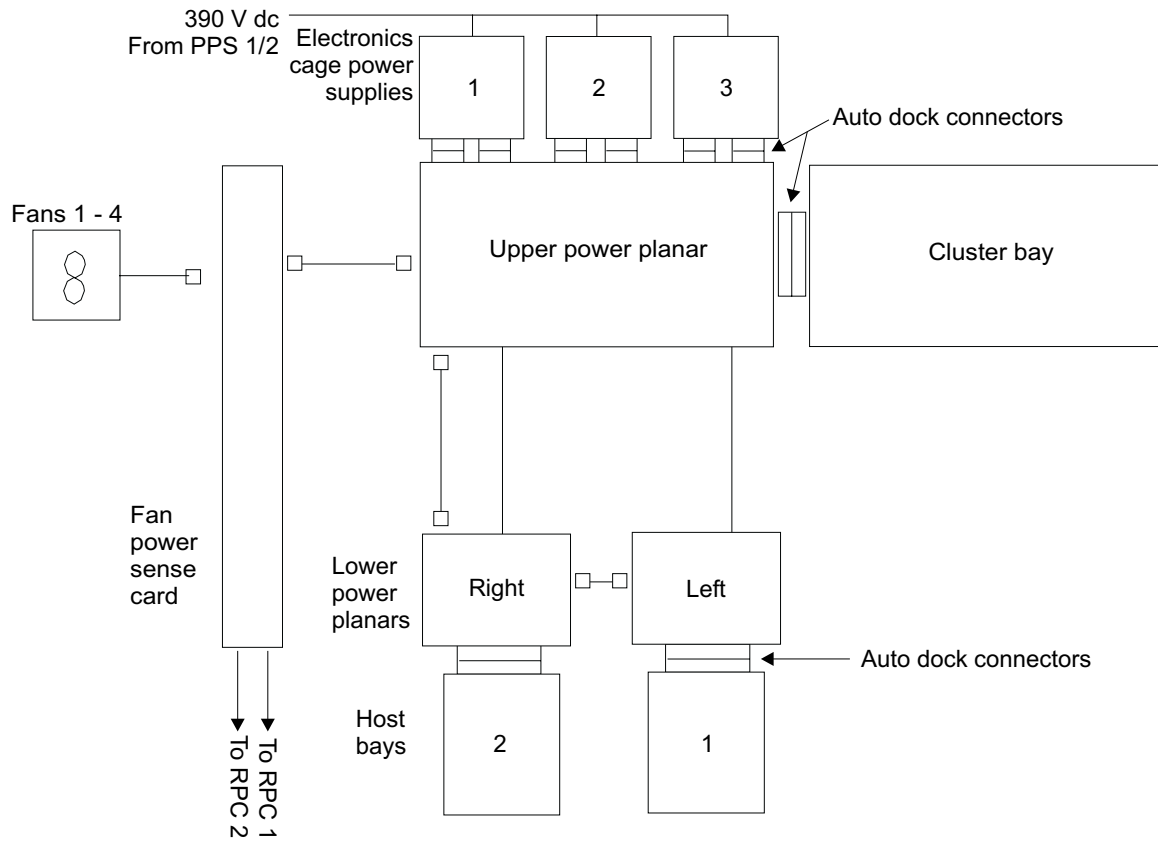 390 V dc
From PPS 1/2
Electronics
cage power
supplies
1
2
3
Auto dock connectors
Fans 1 - 4
Upper power planar
Cluster bay
Fan
power
sense
card
Lower
power
planars
Right
Left
Auto dock connectors
Host
bays
2
1
To RPC 2
To RPC 1